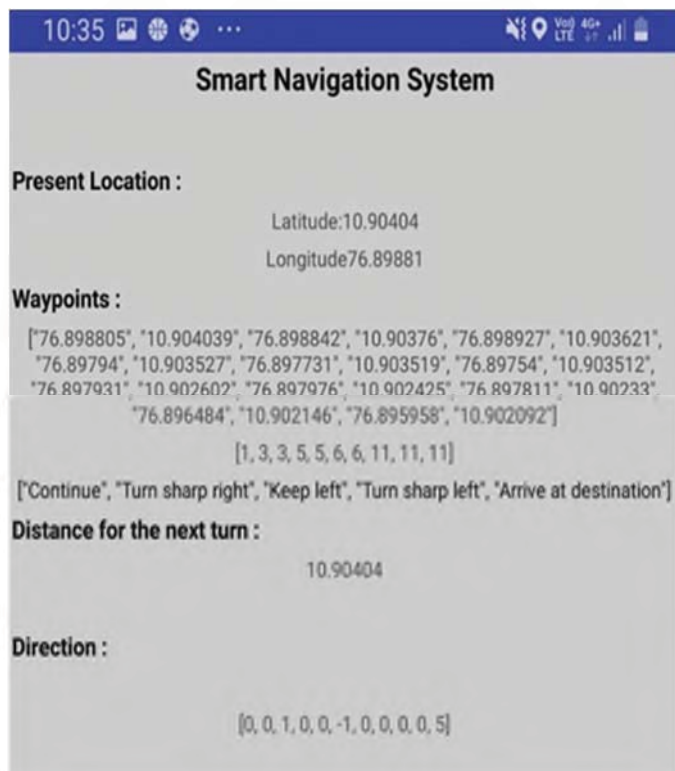 10:35 ...
Vo) 4G+
LTE
Smart Navigation System
Present Location :
Latitude:10.90404
Longitude76.89881
Waypoints :
["76.898805", "10.904039", "76.898842", "10.90376", "76.898927", "10.903621",
"76.89794", "10.903527", "76.897731", "10.903519", "76.89754", "10.903512",
"76.897931", "10.902602", "76.897976", "10.902425", "76.897811", "10.90233",
"76.896484", "10.902146", "76.895958", "10.902092"]
[1, 3, 3, 5, 5, 6, 6, 11, 11, 11]
["Continue", "Turn sharp right", "Keep left", "Turn sharp left", "Arrive at destination"]
Distance for the next turn :
10.90404
Direction :
[0, 0, 1, 0, 0, -1, 0, 0, 0, 0, 5]